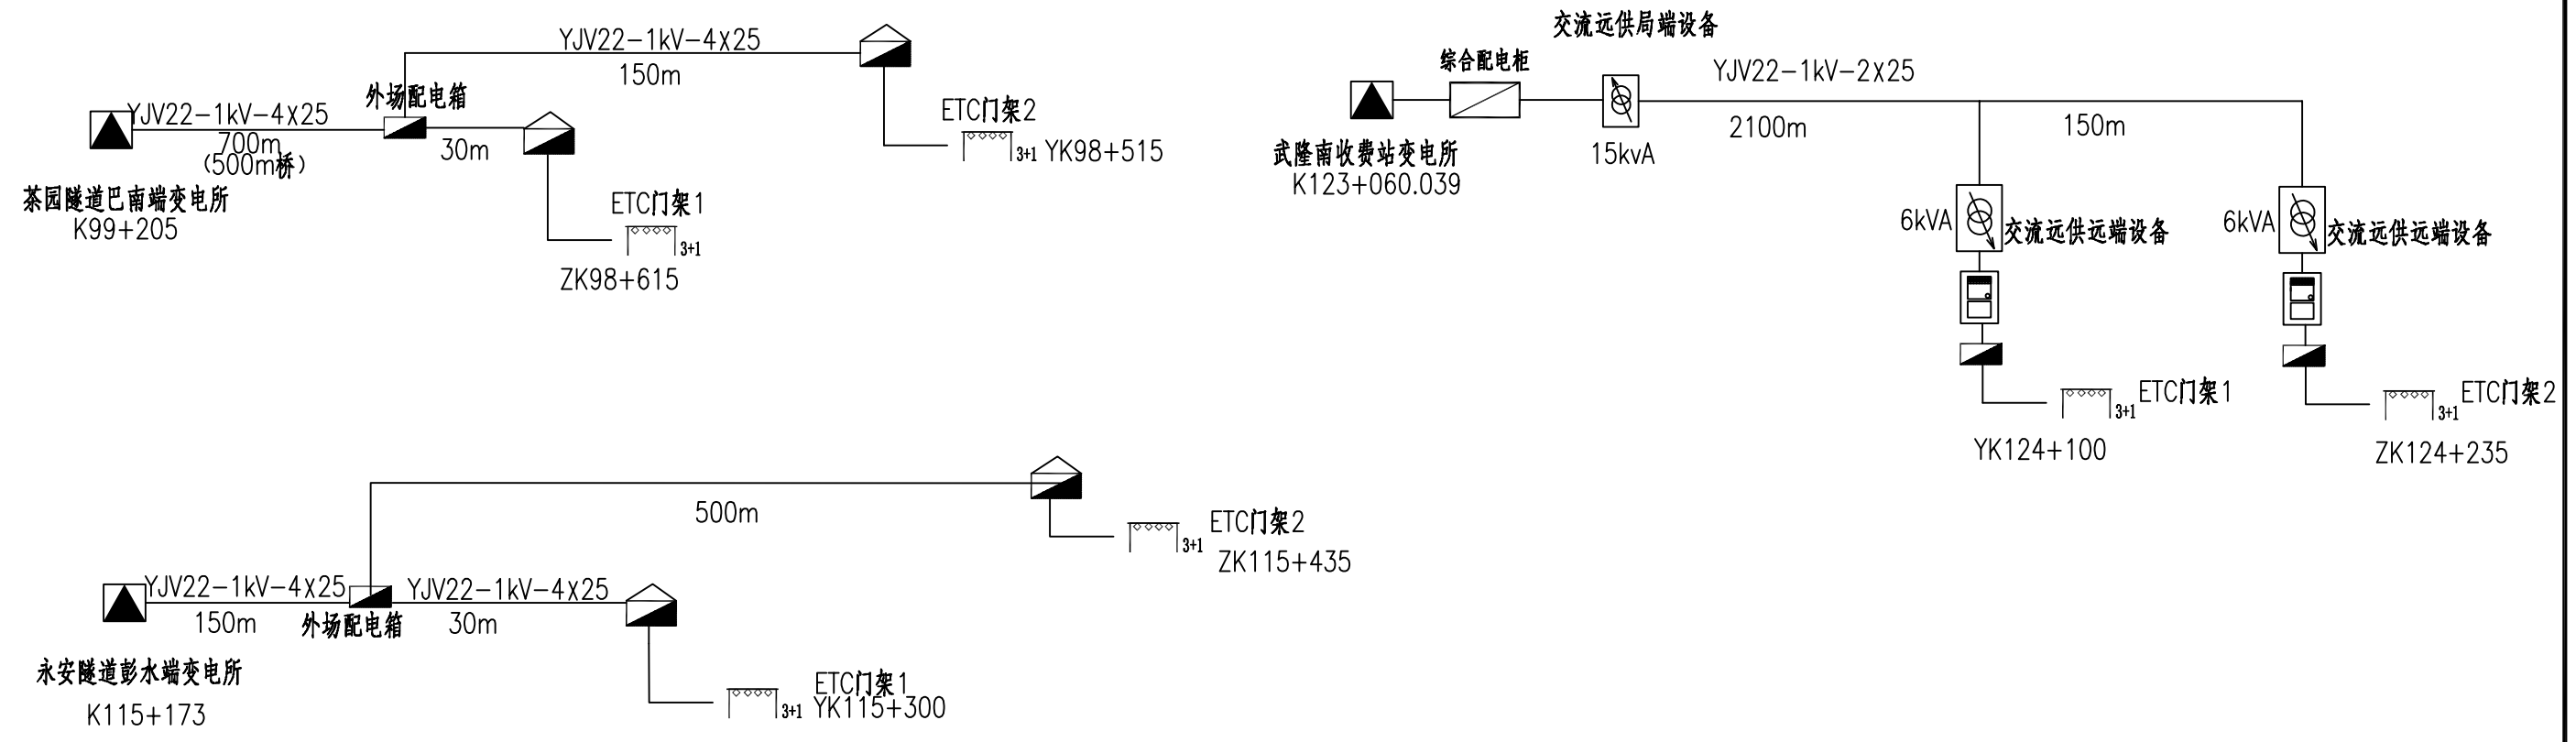 YJV22-1kV-4X25
150m
外场配电箱
YJV22-1kV-4X25
700m
（500m桥）
30m
茶园隧道巴南端变电所
K99+205
ETC门架2
3+1 YK98+515
ETC门架1
3+1
ZK98+615
交流远供局端设备
综合配电柜
YJV22-1kV-2X25
2100m
150m
15kvA
武隆南收费站变电所
K123+060.039
6kVA
交流远供远端设备
6kVA
交流远供远端设备
ETC门架1
3+1
YK124+100
ETC门架2
3+1
ZK124+235
500m
ETC门架2
3+1
ZK115+435
YJV22-1kV-4X25
150m
外场配电箱
YJV22-1kV-4X25
30m
永安隧道彭水端变电所
K115+173
ETC门架1
3+1 YK115+300